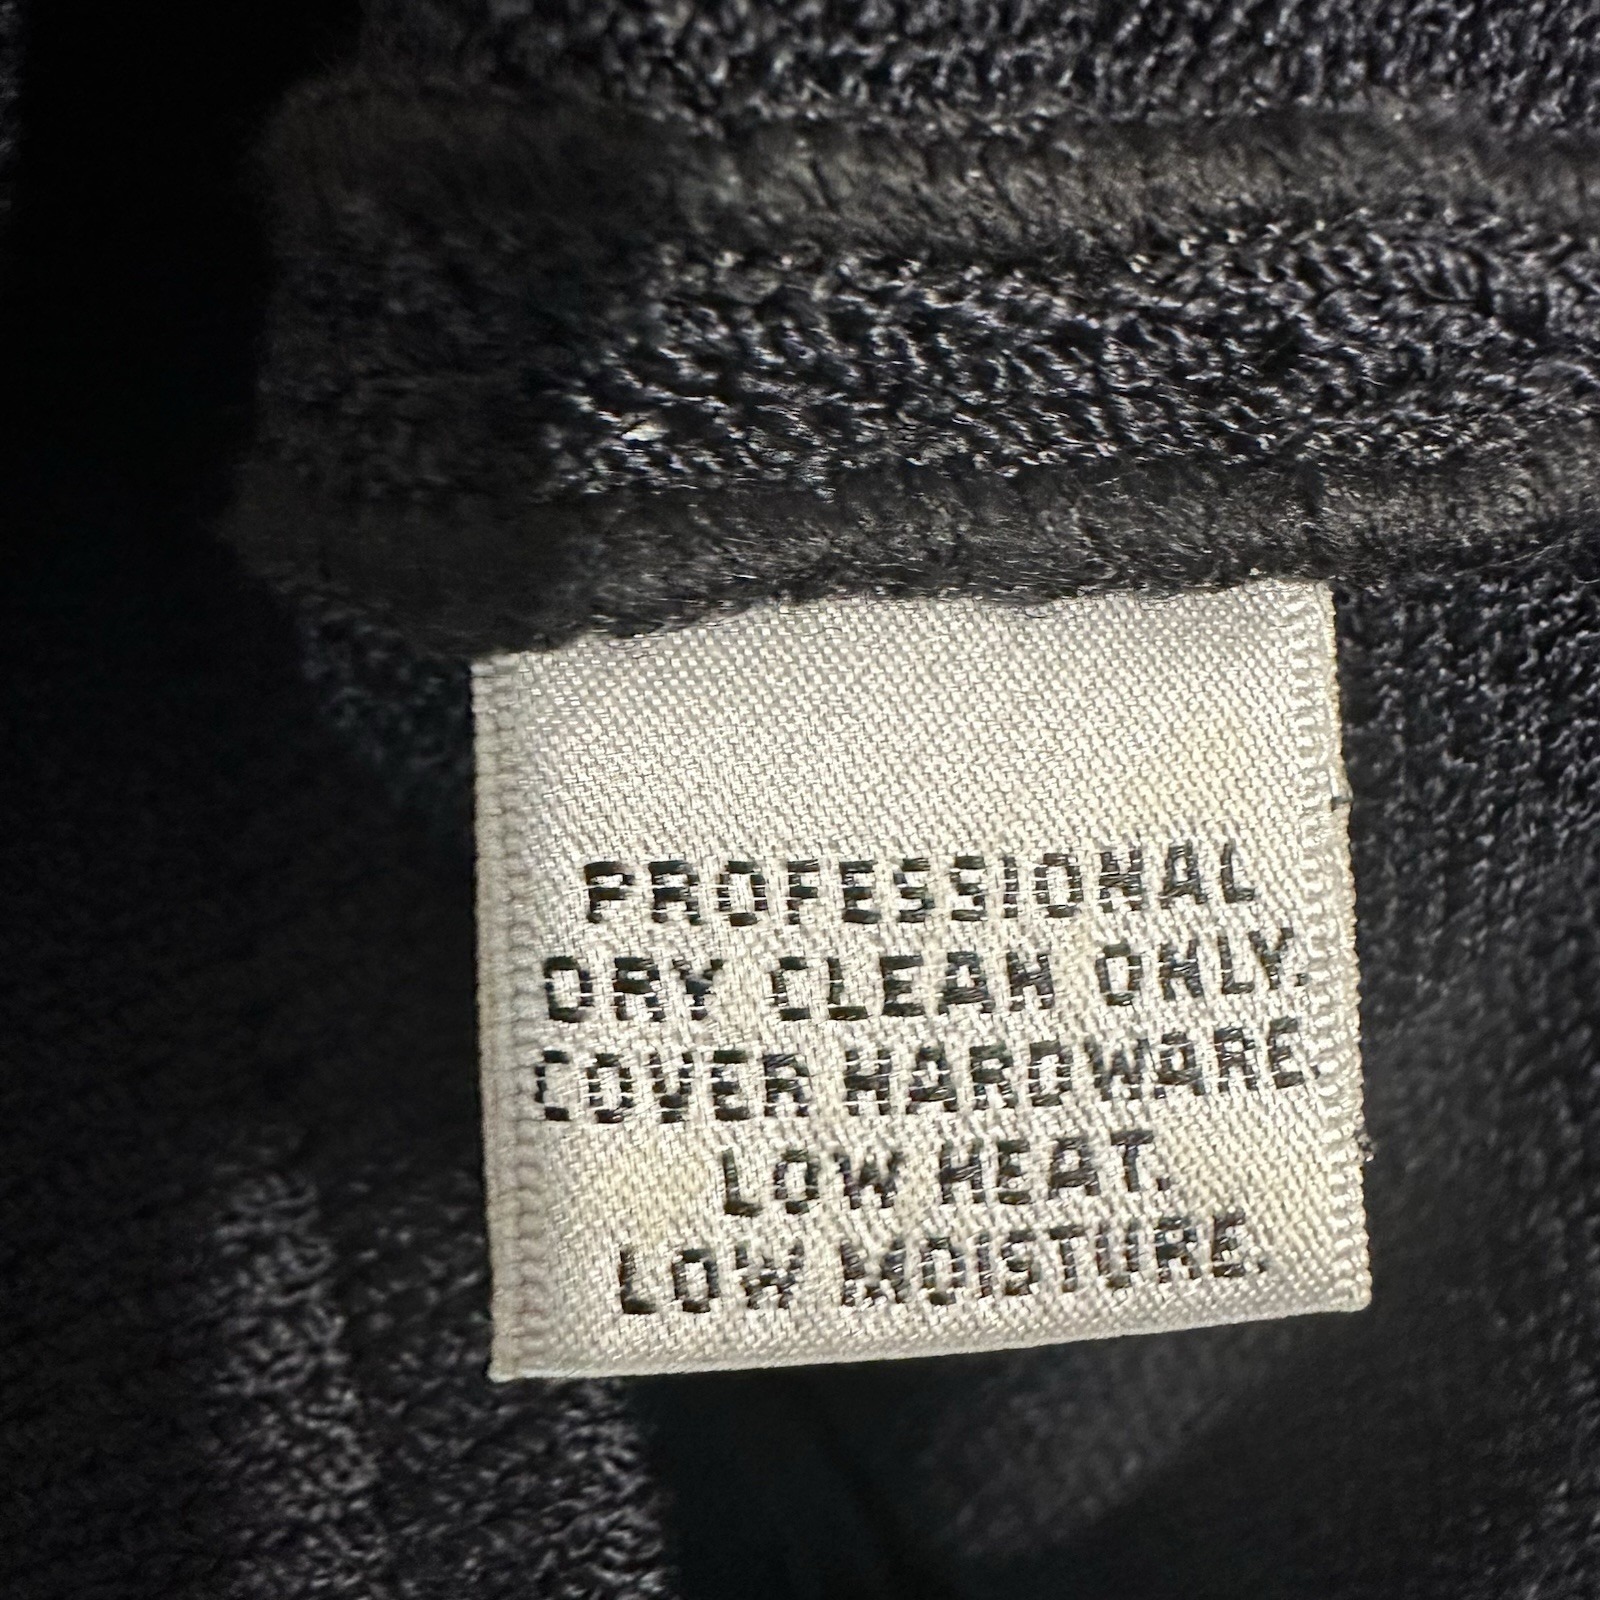 PROFESSIONAL
DRY CLEAN ONLY.
COVER HARDWARE
LOW HEAT.
LOW MOISTURE.